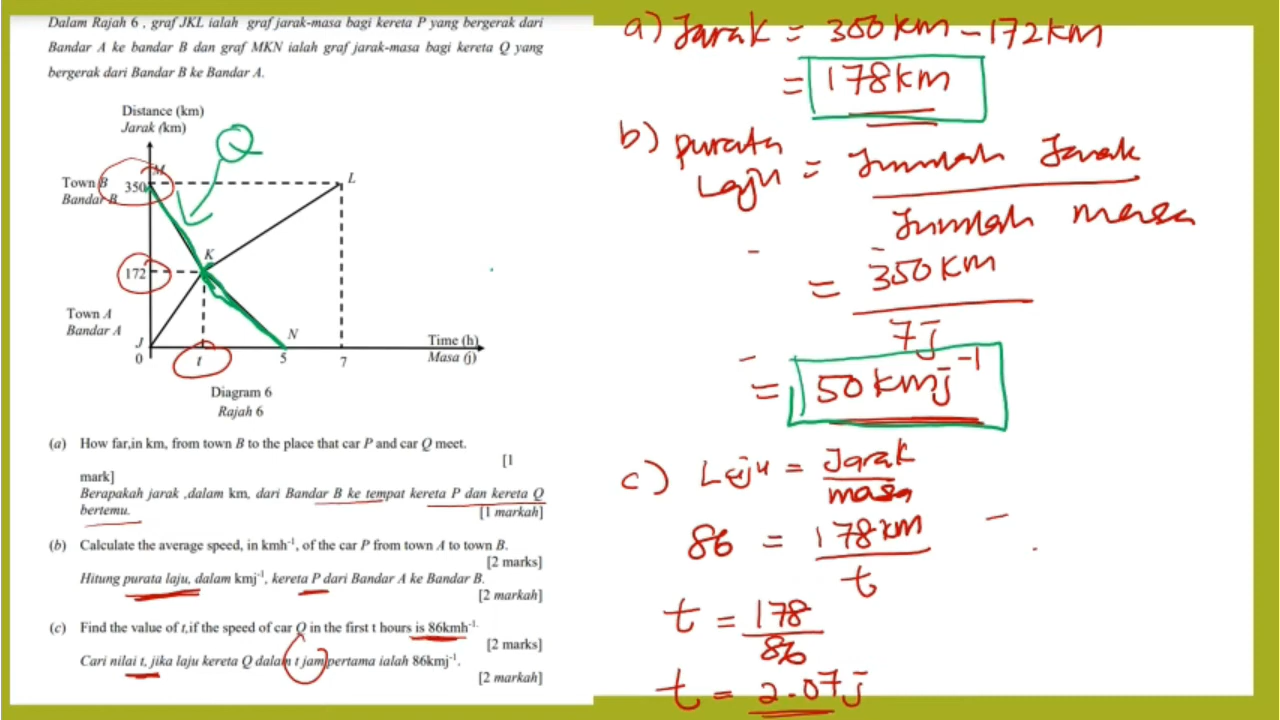 Dalam Rajah 6 , graf JKL ialah graf jarak-masa bagi kereta P yang bergerak dari
Bandar A ke bandar B dan graf MKN ialah graf jarak-masa bagi kereta Q yang
bergerak dari Bandar B ke Bandar A.
Distance (km)
Jarak (km)
Q
M
L
Town B
Bandar B
350
K
172
Town A
Bandar A
J
N
Time (h)
Masa (j)
0
t
5
7
Diagram 6
Rajah 6
(a) How far,in km, from town B to the place that car P and car Q meet.
[1
mark]
Berapakah jarak ,dalam km, dari Bandar B ke tempat kereta P dan kereta Q
bertemu.
[1 markah]
(b) Calculate the average speed, in kmh-1, of the car P from town A to town B.
[2 marks]
Hitung purata laju, dalam kmj-1, kereta P dari Bandar A ke Bandar B.
[2 markah]
(c) Find the value of t,if the speed of car Q in the first t hours is 86kmh-1.
[2 marks]
Cari nilai t, jika laju kereta Q dalam t jam pertama ialah 86kmj-1.
[2 markah]
a) Jarak = 350 km - 172 km
= 178 km
b) Purata
Laju = Jumlah Jarak
Jumlah masa
= 350 km
7j
= 50 kmj-1
c) Laju = Jarak
masa
86 = 178 km
t
t = 178
86
t = 2.07 j